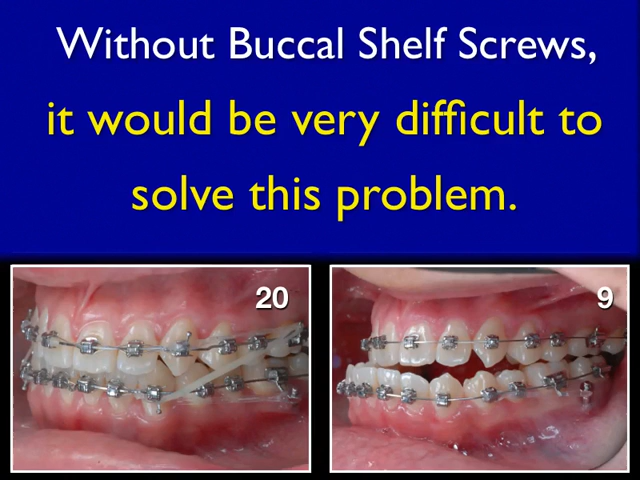 Without Buccal Shelf Screws,
it would be very difficult to
solve this problem.
20
9